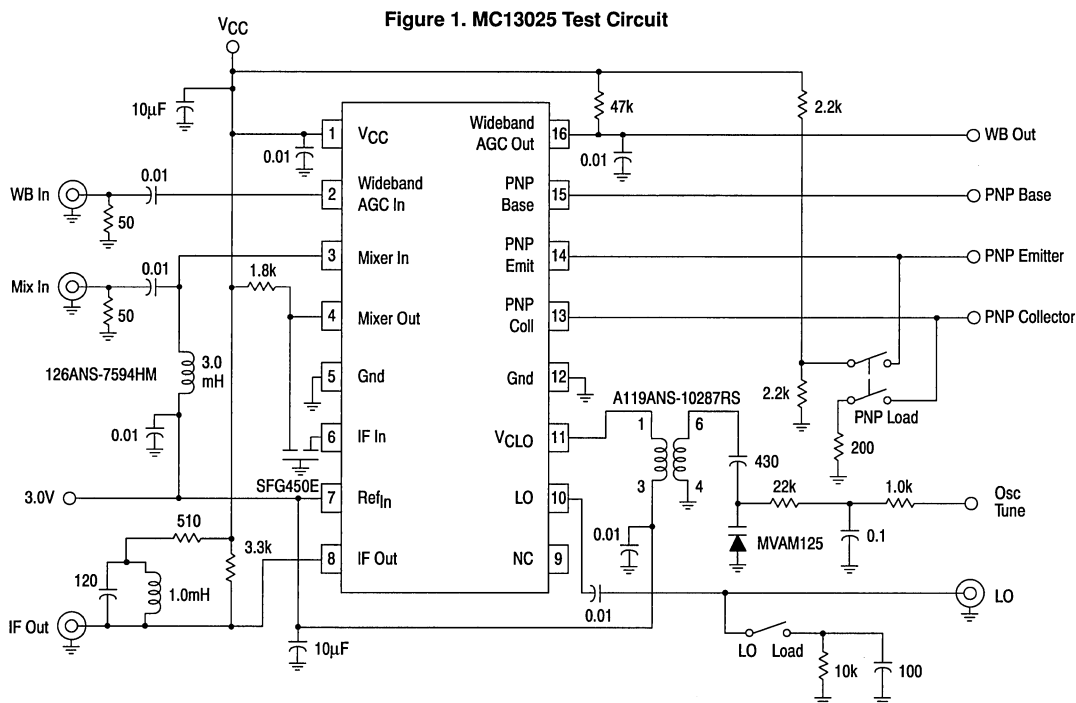 Figure 1. MC13025 Test Circuit
VCC
10µF
47k
2.2k
1
VCC
0.01
Wideband
AGC Out
16
0.01
WB Out
WB In
0.01
50
2
Wideband
AGC In
PNP
Base
15
PNP Base
3
Mixer In
PNP
Emit
14
PNP Emitter
Mix In
0.01
50
1.8k
4
Mixer Out
PNP
Coll
13
PNP Collector
126ANS-7594HM
3.0
mH
5
Gnd
Gnd
12
A119ANS-10287RS
2.2k
PNP Load
0.01
6
IF In
VCLO
11
1
6
3
4
430
200
SFG450E
3.0V
7
RefIn
LO
10
22k
1.0k
Osc
Tune
510
3.3k
8
IF Out
NC
9
0.01
MVAM125
0.1
120
1.0mH
IF Out
10µF
0.01
LO
LO Load
10k
100